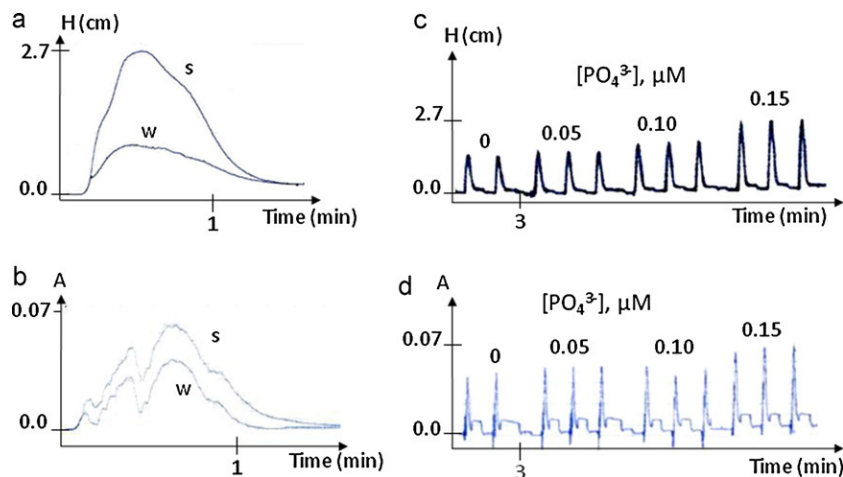 a
H (cm)
2.7
s
w
0.0
Time (min)
1
b
A
0.07
s
w
0.0
1
Time (min)
c
H (cm)
[PO₄³⁻], µM
2.7
0 0.05 0.10 0.15
0.0
Time (min)
3
d
A
[PO₄³⁻], µM
0.07
0 0.05 0.10 0.15
0.0
3
Time (min)